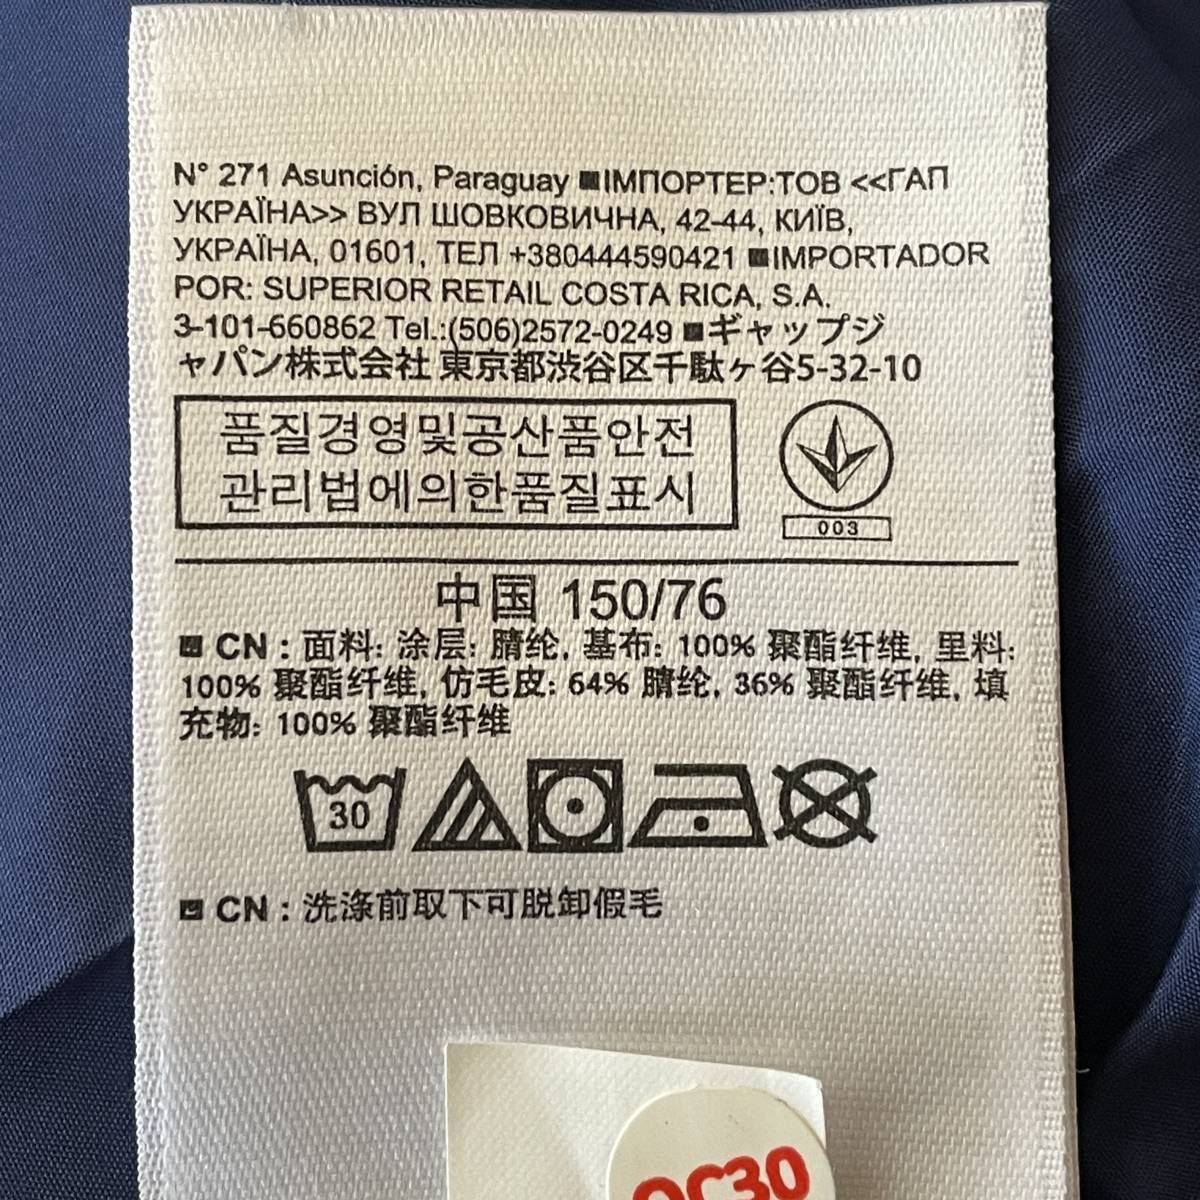 N° 271 Asunción, Paraguay ■ІМПОРТЕР:ТОВ <<ГАП
УКРАЇНА>> ВУЛ ШОВКОВИЧНА, 42-44, КИЇВ,
УКРАЇНА, 01601, ТЕЛ +380444590421 ■IMPORTADOR
POR: SUPERIOR RETAIL COSTA RICA, S.A.
3-101-660862 Tel.:(506)2572-0249 ■ギャップジ
ャパン株式会社 東京都渋谷区千駄ヶ谷5-32-10
품질경영및공산품안전
관리법에의한품질표시
003
中国 150/76
■ CN : 面料: 涂层: 腈纶, 基布: 100% 聚酯纤维, 里料:
100% 聚酯纤维, 仿毛皮: 64% 腈纶, 36% 聚酯纤维, 填
充物: 100% 聚酯纤维
30
■ CN : 洗涤前取下可脱卸假毛
QC30